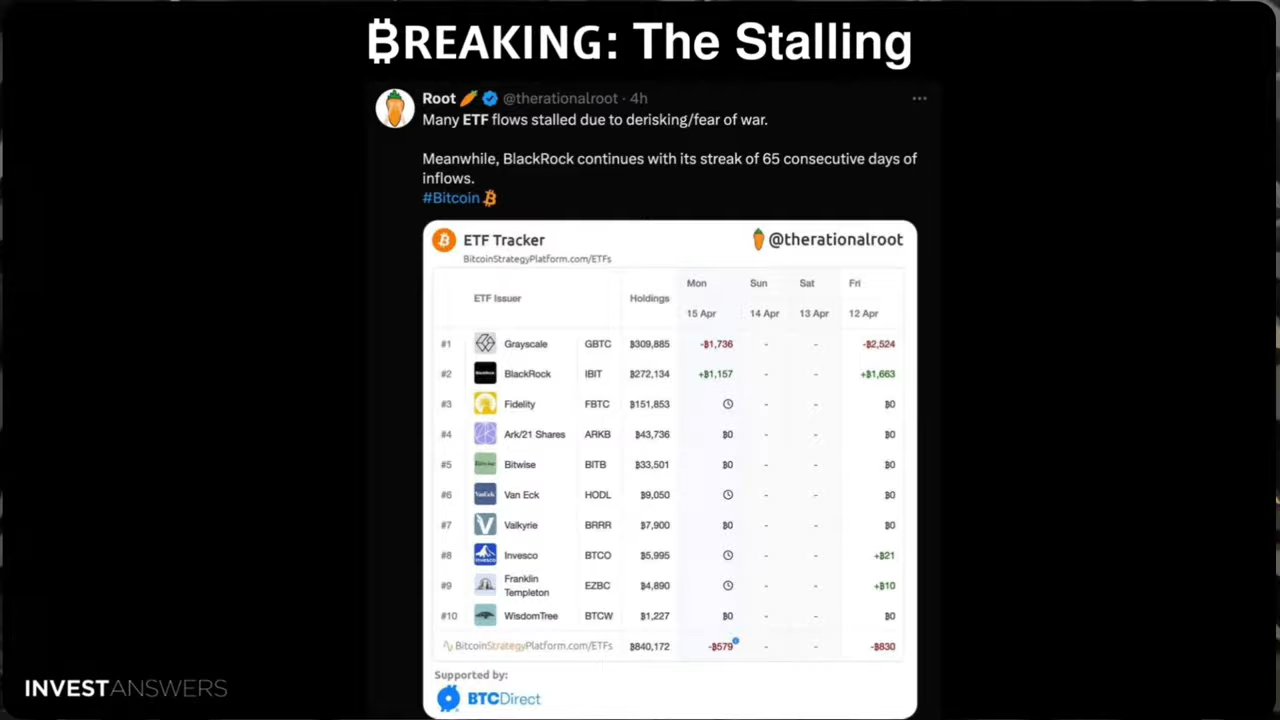 ₿REAKING: The Stalling
Root 🥕 @therationalroot · 4h
Many ETF flows stalled due to derisking/fear of war.
Meanwhile, BlackRock continues with its streak of 65 consecutive days of
inflows.
#Bitcoin
ETF Tracker
@therationalroot
BitcoinStrategyPlatform.com/ETFs
Mon Sun Sat Fri
ETF Issuer Holdings
15 Apr 14 Apr 13 Apr 12 Apr
#1 Grayscale GBTC ₿309,885 -₿1,736 - - -₿2,524
#2 BlackRock IBIT ₿272,134 +₿1,157 - - +₿1,663
#3 Fidelity FBTC ₿151,853 - - ₿0
#4 Ark/21 Shares ARKB ₿43,736 ₿0 - - ₿0
#5 Bitwise BITB ₿33,501 ₿0 - - ₿0
#6 Van Eck HODL ₿9,050 - - ₿0
#7 Valkyrie BRRR ₿7,900 ₿0 - - ₿0
#8 Invesco BTCO ₿5,995 - - +₿21
#9 Franklin Templeton EZBC ₿4,890 - - +₿10
#10 WisdomTree BTCW ₿1,227 ₿0 - - ₿0
BitcoinStrategyPlatform.com/ETFs ₿840,172 -₿579 - - -₿830
Supported by:
BTCDirect
INVESTANSWERS